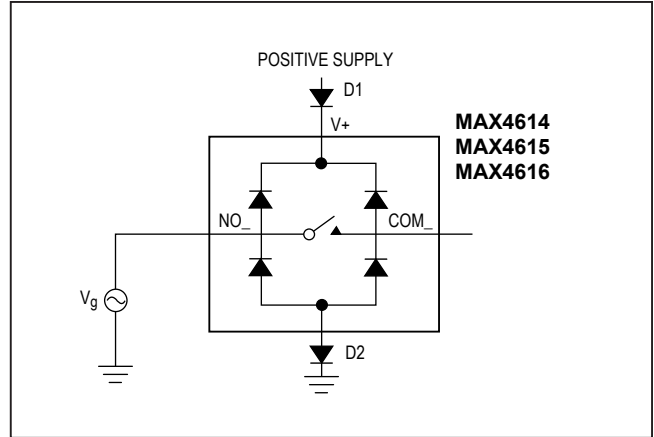 POSITIVE SUPPLY
D1
V+
MAX4614
MAX4615
MAX4616
NO_
COM_
Vg
D2